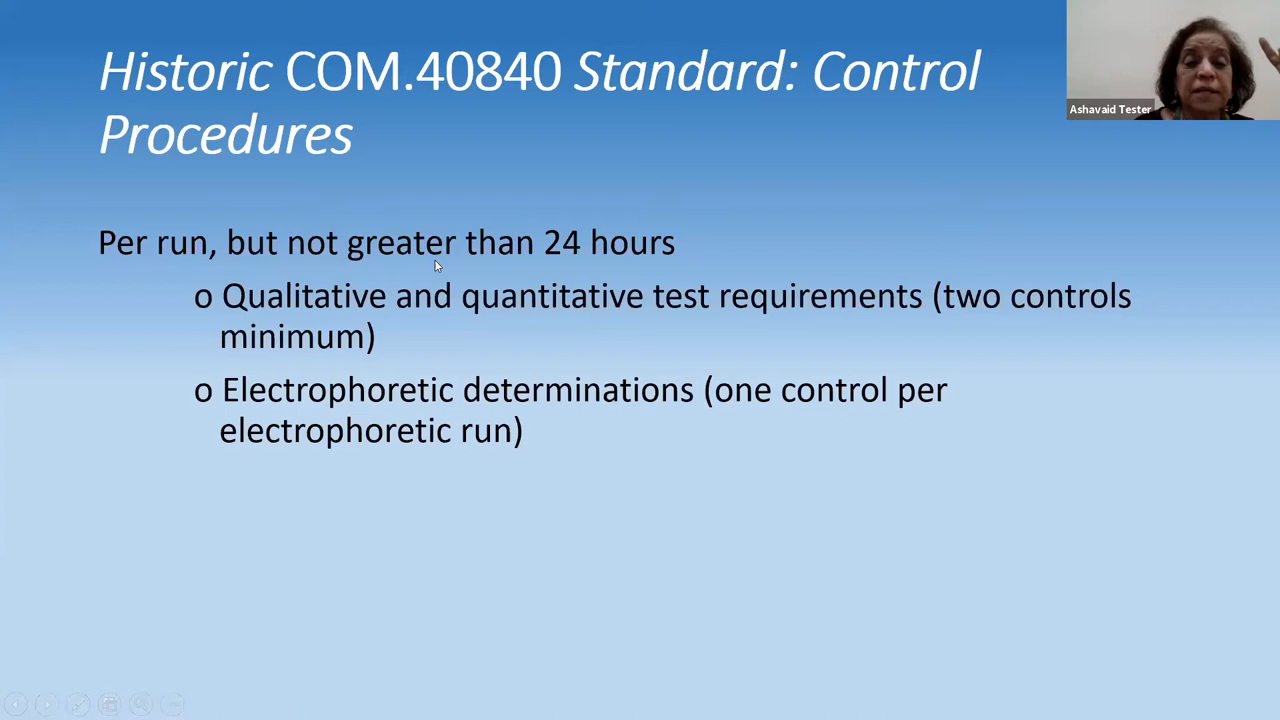 Historic COM.40840 Standard: Control
Procedures
Ashavaid Tester
Per run, but not greater than 24 hours
o Qualitative and quantitative test requirements (two controls
minimum)
o Electrophoretic determinations (one control per
electrophoretic run)